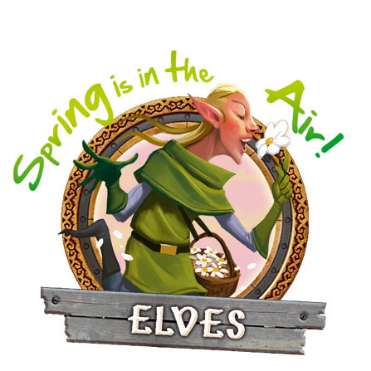 Spring is in the Air!
ELVES